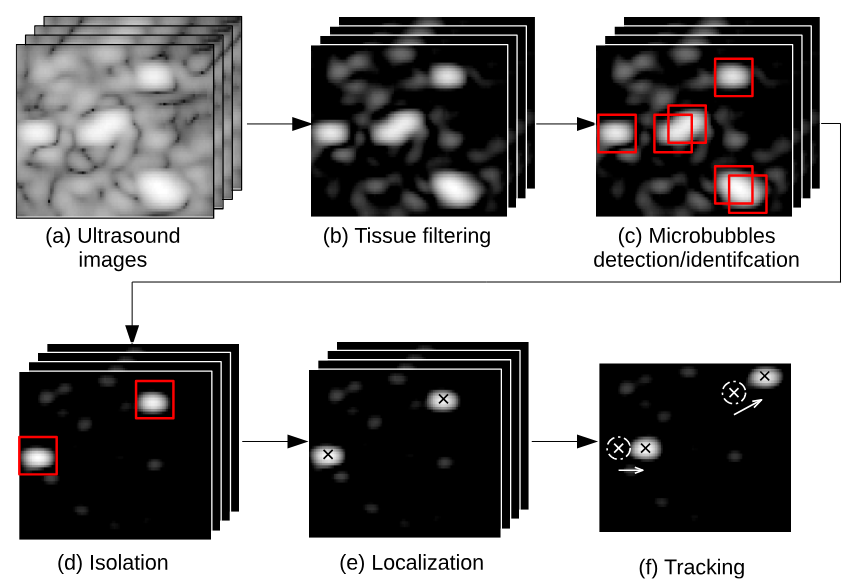 (a) Ultrasound
images
(b) Tissue filtering
(c) Microbubbles
detection/identifcation
(d) Isolation
(e) Localization
(f) Tracking